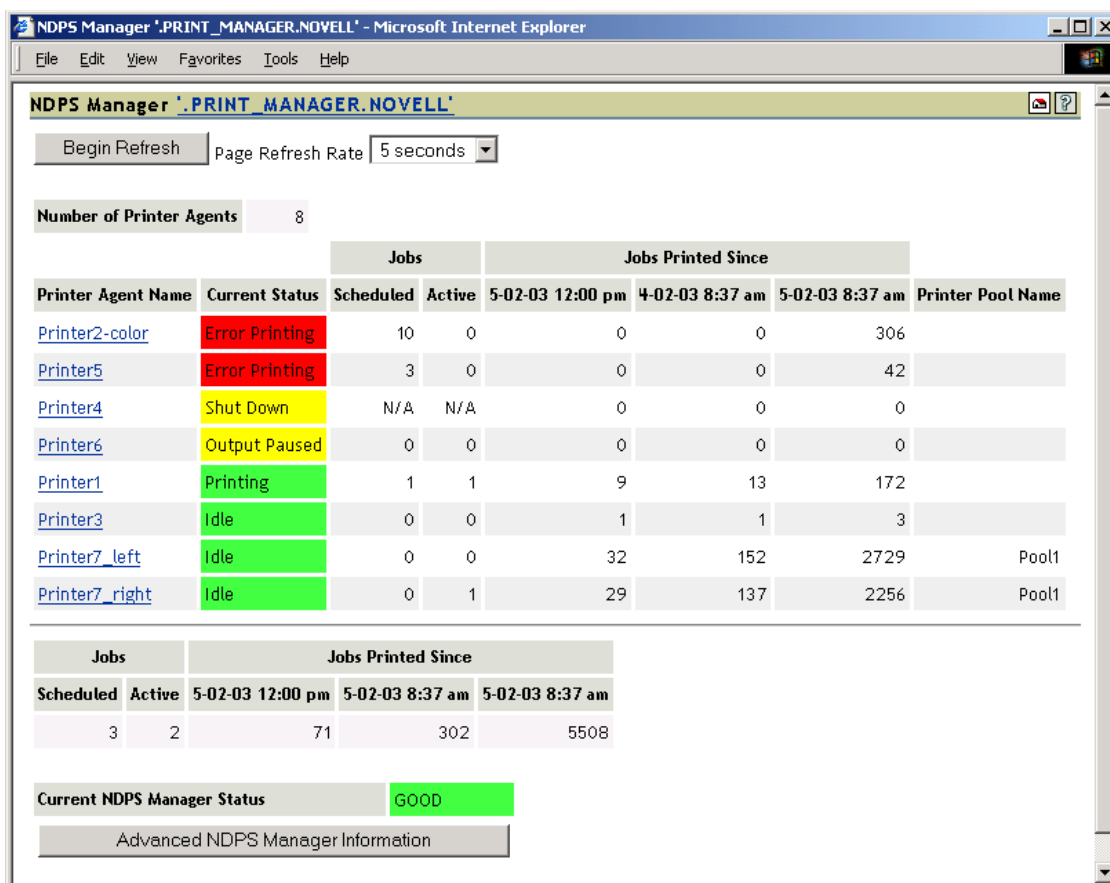 NDPS Manager '.PRINT_MANAGER.NOVELL' - Microsoft Internet Explorer
File Edit View Favorites Tools Help
NDPS Manager '.PRINT_MANAGER.NOVELL'
Begin Refresh Page Refresh Rate 5 seconds
Number of Printer Agents 8
Jobs Jobs Printed Since
Printer Agent Name Current Status Scheduled Active 5-02-03 12:00 pm 4-02-03 8:37 am 5-02-03 8:37 am Printer Pool Name
Printer2-color Error Printing 10 0 0 0 306
Printer5 Error Printing 3 0 0 0 42
Printer4 Shut Down N/A N/A 0 0 0
Printer6 Output Paused 0 0 0 0 0
Printer1 Printing 1 1 9 13 172
Printer3 Idle 0 0 1 1 3
Printer7_left Idle 0 0 32 152 2729 Pool1
Printer7_right Idle 0 1 29 137 2256 Pool1
Jobs Jobs Printed Since
Scheduled Active 5-02-03 12:00 pm 5-02-03 8:37 am 5-02-03 8:37 am
3 2 71 302 5508
Current NDPS Manager Status GOOD
Advanced NDPS Manager Information